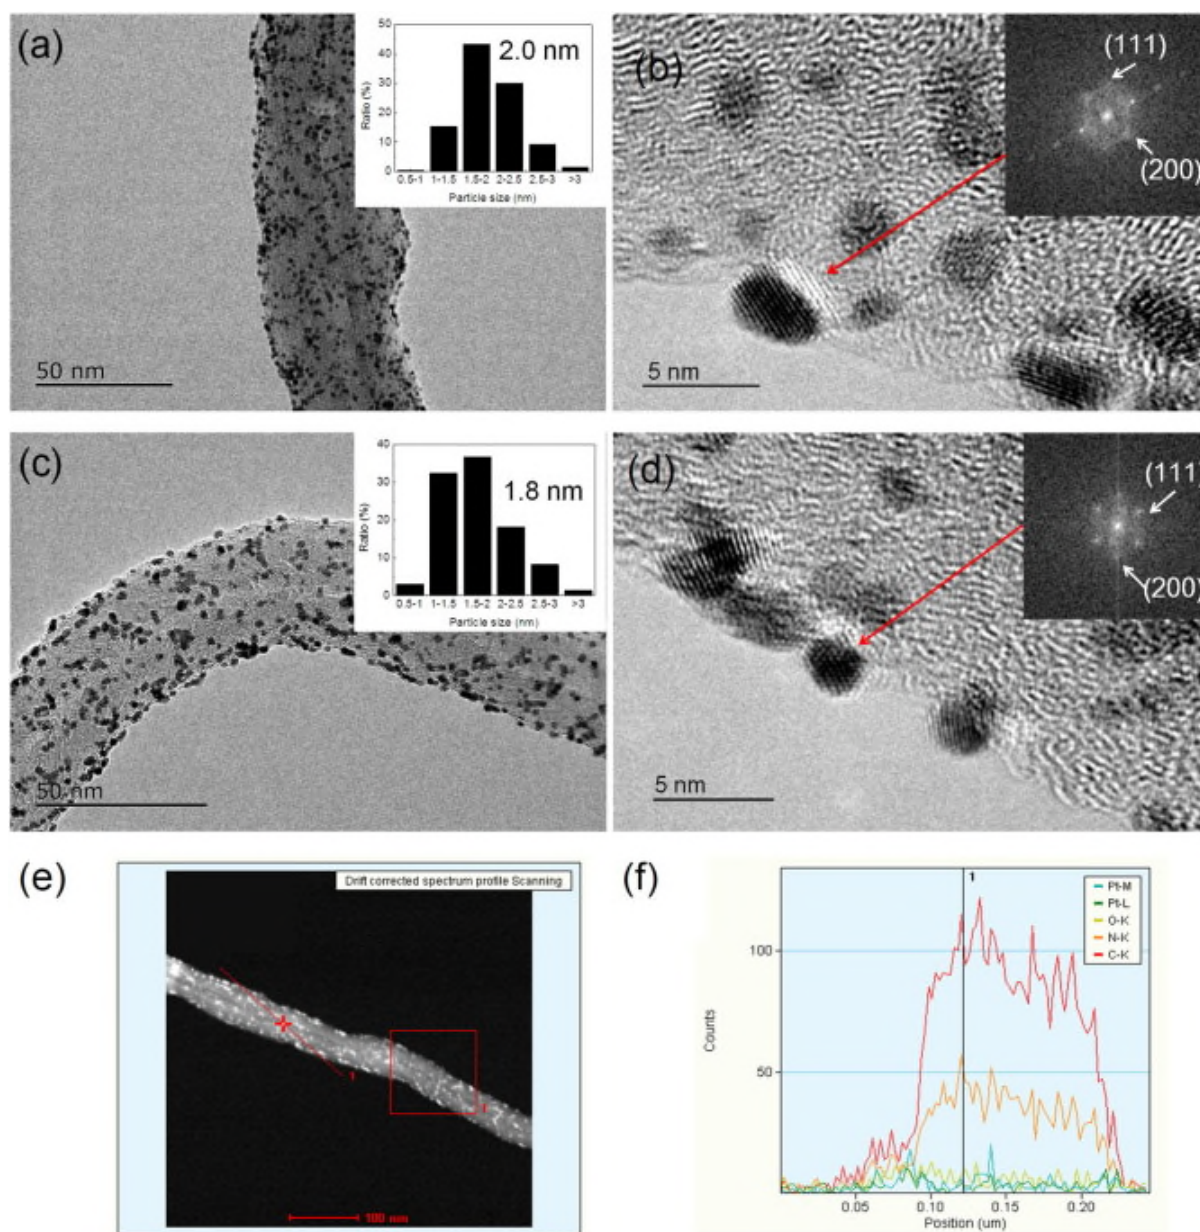 (a)
50
40
30
20
10
0
Ratio (%)
2.0 nm
0.5-1 1-1.5 1.5-2 2-2.5 2.5-3 >3
Particle size (nm)
50 nm
(b)
(111)
(200)
5 nm
(c)
40
30
20
10
0
Ratio (%)
1.8 nm
0.5-1 1-1.5 1.5-2 2-2.5 2.5-3 >3
Particle size (nm)
50 nm
(d)
(111)
(200)
5 nm
(e)
Drift corrected spectrum profile Scanning
1
1
100 nm
(f)
1
Pt-M
Pt-L
O-K
N-K
C-K
100
50
Counts
0.05 0.10 0.15 0.20
Position (um)